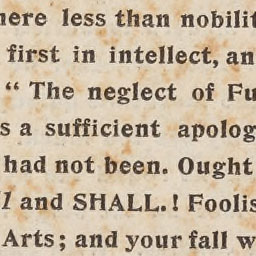 here less than nobilit
first in intellect, an
“ The neglect of Fu
s a sufficient apolog
had not been. Ought
l and SHALL.! Foolis
Arts; and your fall w